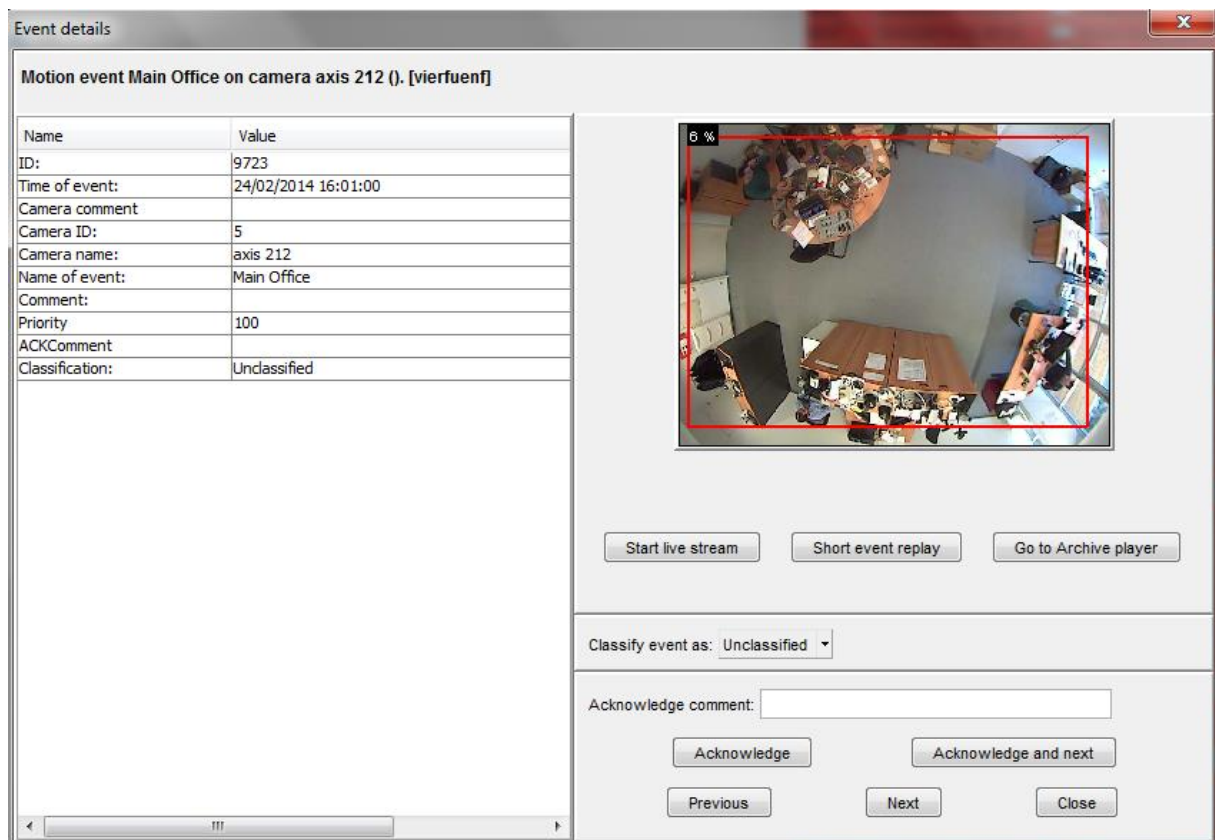 Event details
Motion event Main Office on camera axis 212 (). [vierfuenf]
Name Value
ID: 9723
Time of event: 24/02/2014 16:01:00
Camera comment
Camera ID: 5
Camera name: axis 212
Name of event: Main Office
Comment:
Priority 100
ACKComment
Classification: Unclassified
6 %
Start live stream Short event replay Go to Archive player
Classify event as: Unclassified
Acknowledge comment:
Acknowledge Acknowledge and next
Previous Next Close